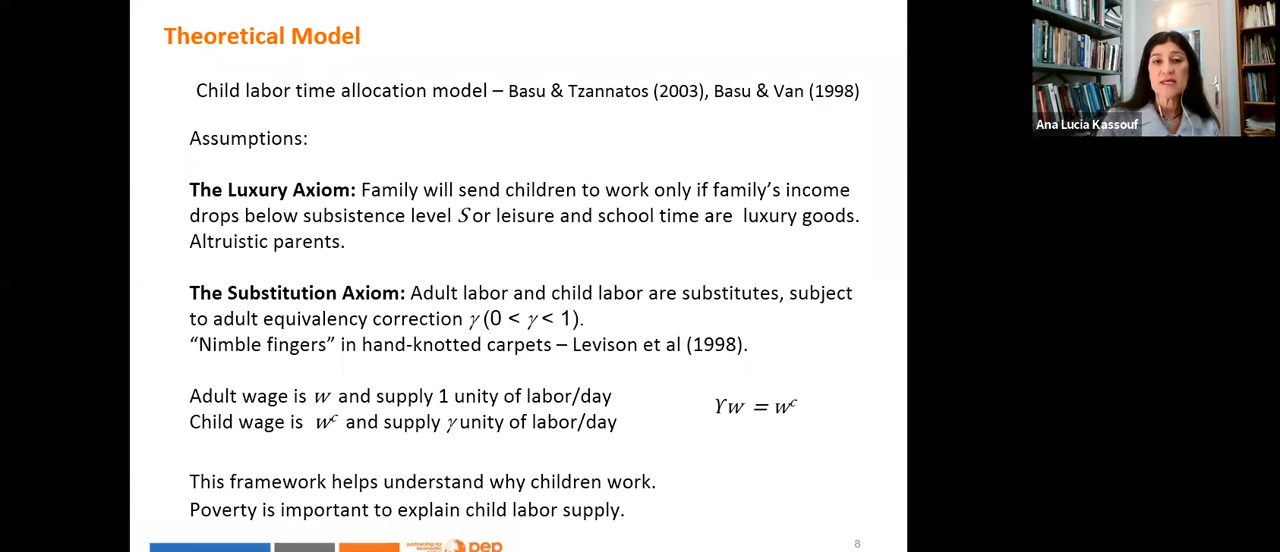 Theoretical Model
Child labor time allocation model – Basu & Tzannatos (2003), Basu & Van (1998)
Ana Lucia Kassouf
Assumptions:
The Luxury Axiom: Family will send children to work only if family’s income
drops below subsistence level S or leisure and school time are luxury goods.
Altruistic parents.
The Substitution Axiom: Adult labor and child labor are substitutes, subject
to adult equivalency correction γ (0 < γ < 1).
“Nimble fingers” in hand-knotted carpets – Levison et al (1998).
Adult wage is w and supply 1 unity of labor/day
Child wage is wᶜ and supply γ unity of labor/day
ϒw = wᶜ
This framework helps understand why children work.
Poverty is important to explain child labor supply.
pep
8